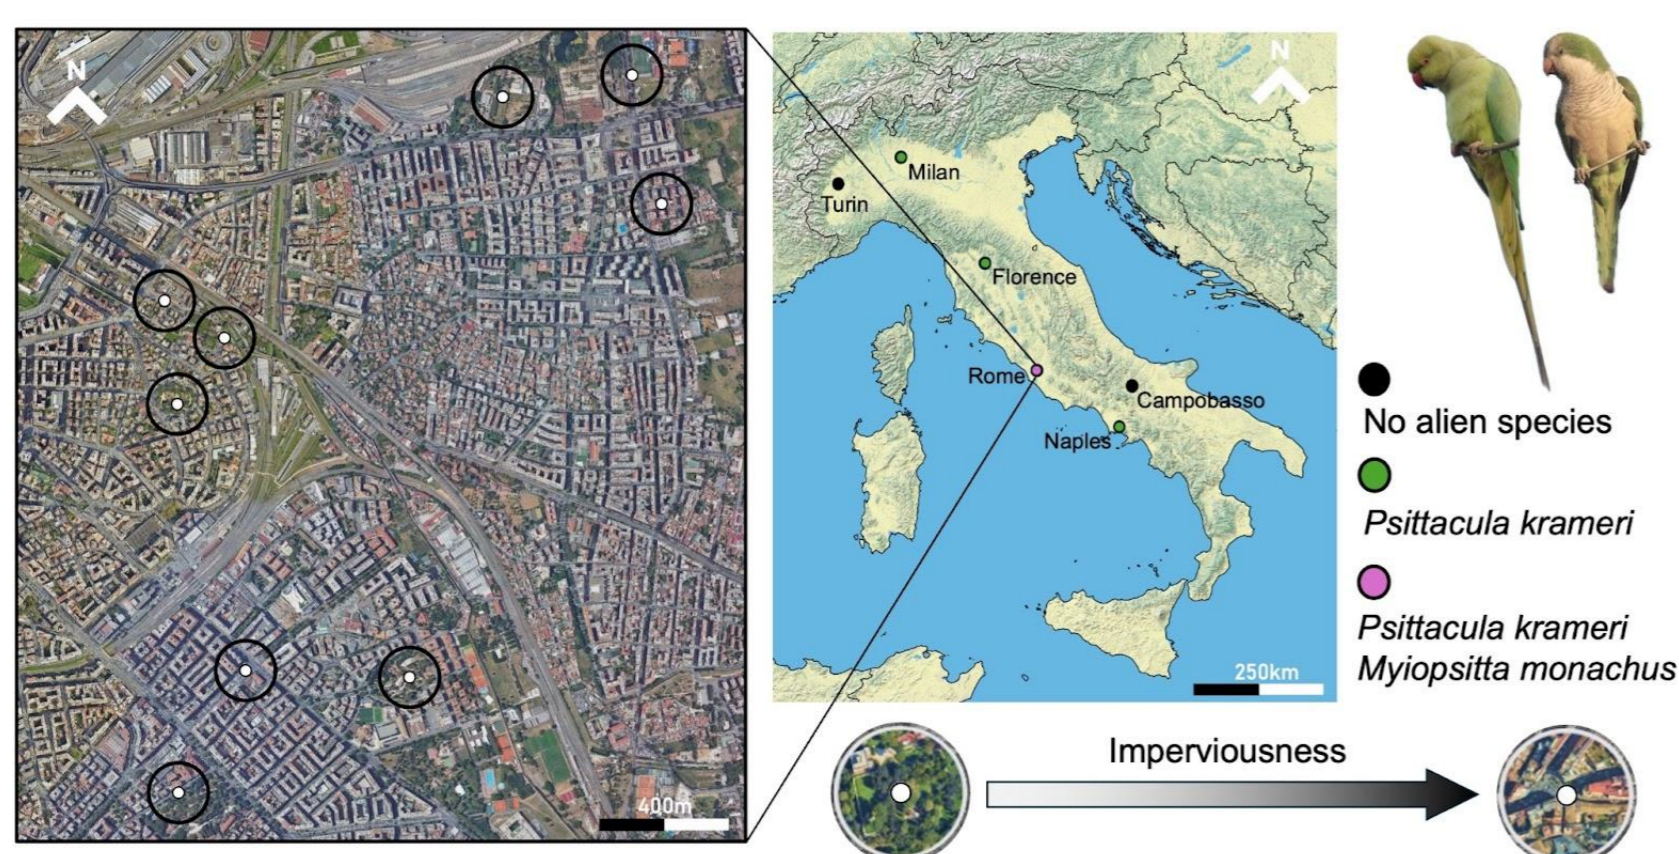 N
400m
N
Milan
Turin
Florence
Rome
Campobasso
Naples
250km
No alien species
Psittacula krameri
Psittacula krameri
Myiopsitta monachus
Imperviousness